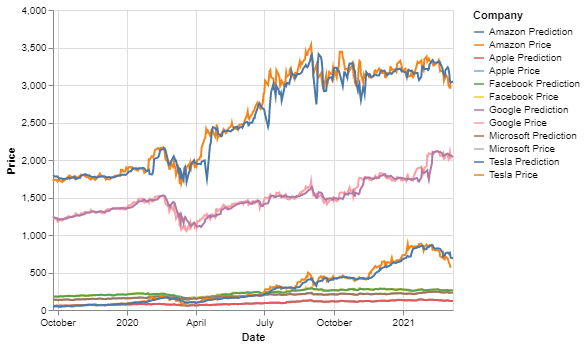 4,000
3,500
3,000
2,500
2,000
1,500
1,000
500
0
Price
October
2020
April
July
October
2021
Date
Company
Amazon Prediction
Amazon Price
Apple Prediction
Apple Price
Facebook Prediction
Facebook Price
Google Prediction
Google Price
Microsoft Prediction
Microsoft Price
Tesla Prediction
Tesla Price